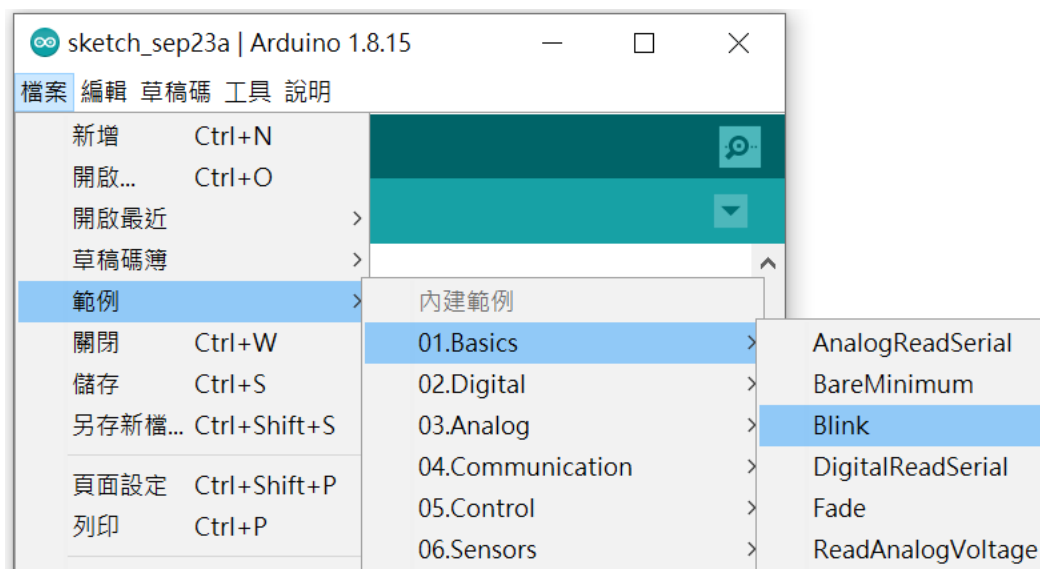 sketch_sep23a | Arduino 1.8.15
檔案 編輯 草稿碼 工具 說明
新增 Ctrl+N
開啟... Ctrl+O
開啟最近
草稿碼簿
範例
關閉 Ctrl+W
儲存 Ctrl+S
另存新檔... Ctrl+Shift+S
頁面設定 Ctrl+Shift+P
列印 Ctrl+P
內建範例
01.Basics
02.Digital
03.Analog
04.Communication
05.Control
06.Sensors
AnalogReadSerial
BareMinimum
Blink
DigitalReadSerial
Fade
ReadAnalogVoltage